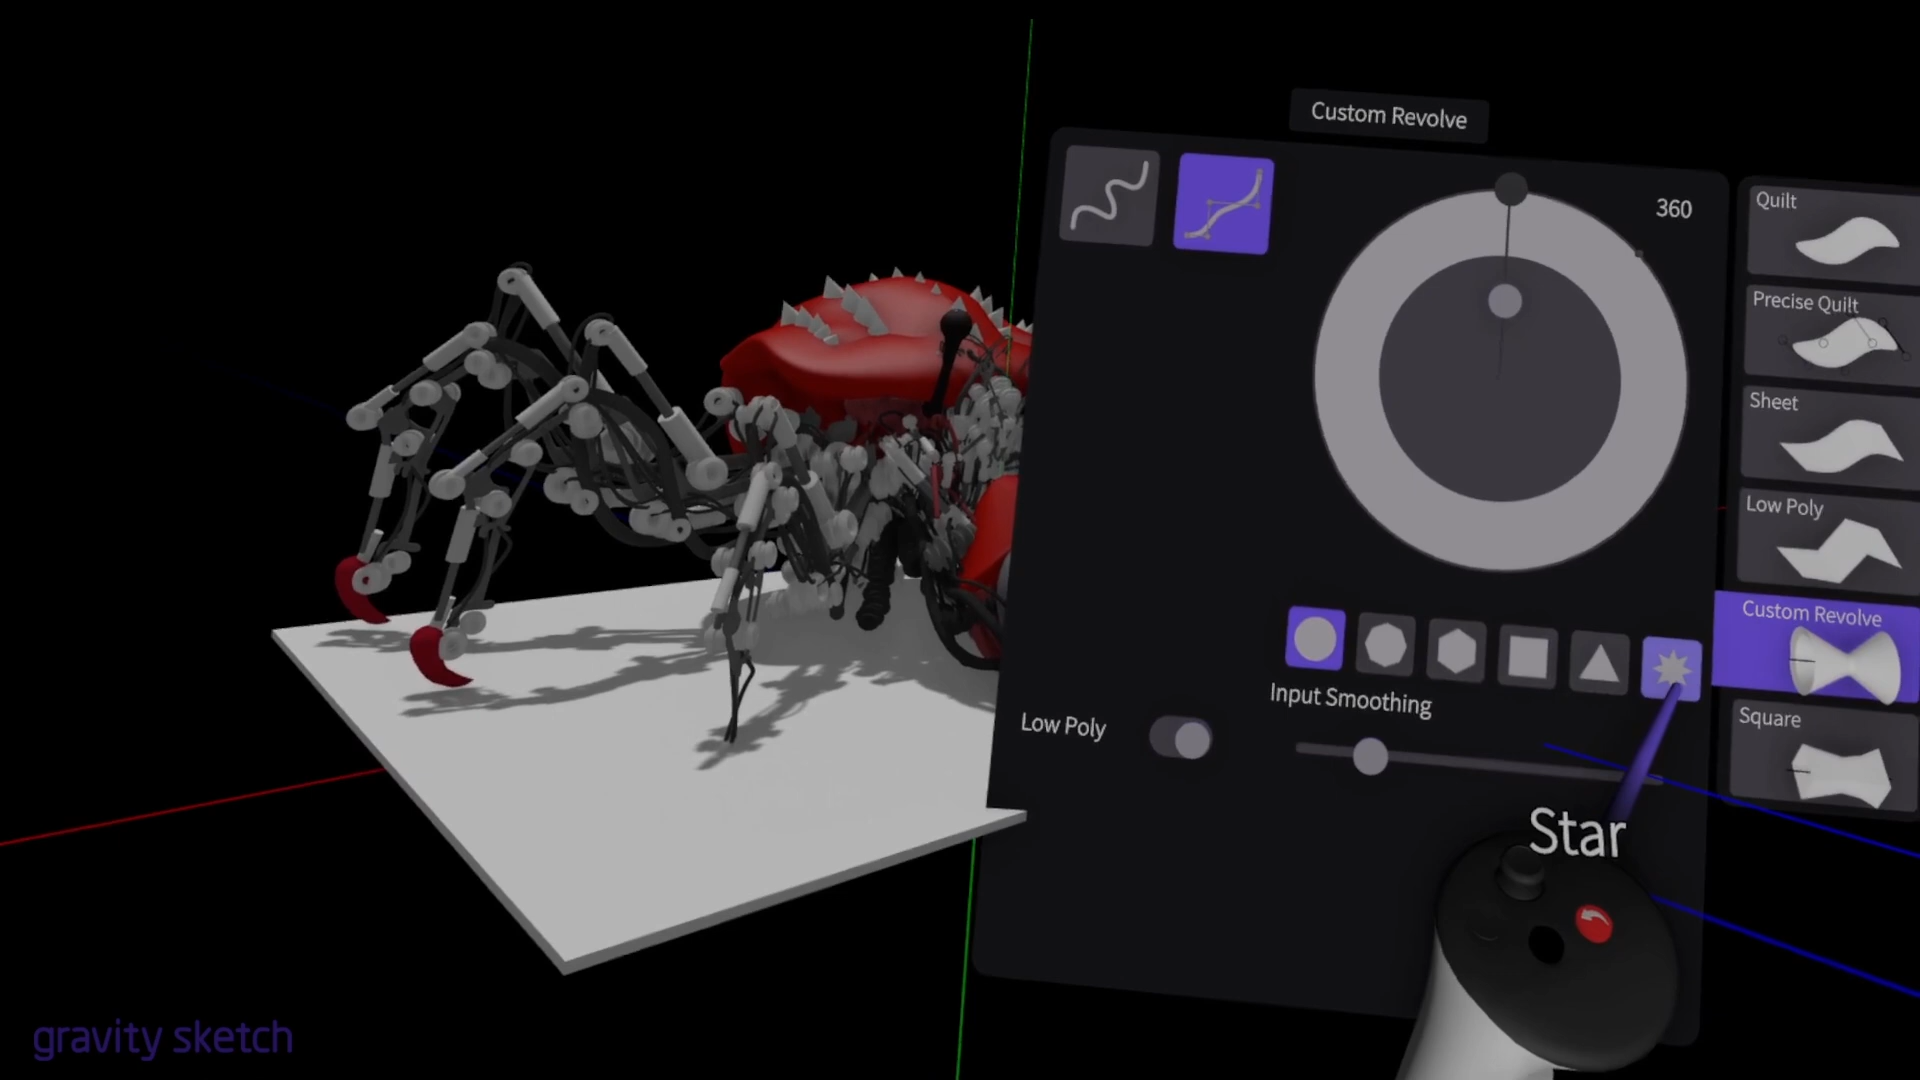 Custom Revolve
360
Quilt
Precise Quilt
Sheet
Low Poly
Custom Revolve
Square
Input Smoothing
Low Poly
Star
gravity sketch